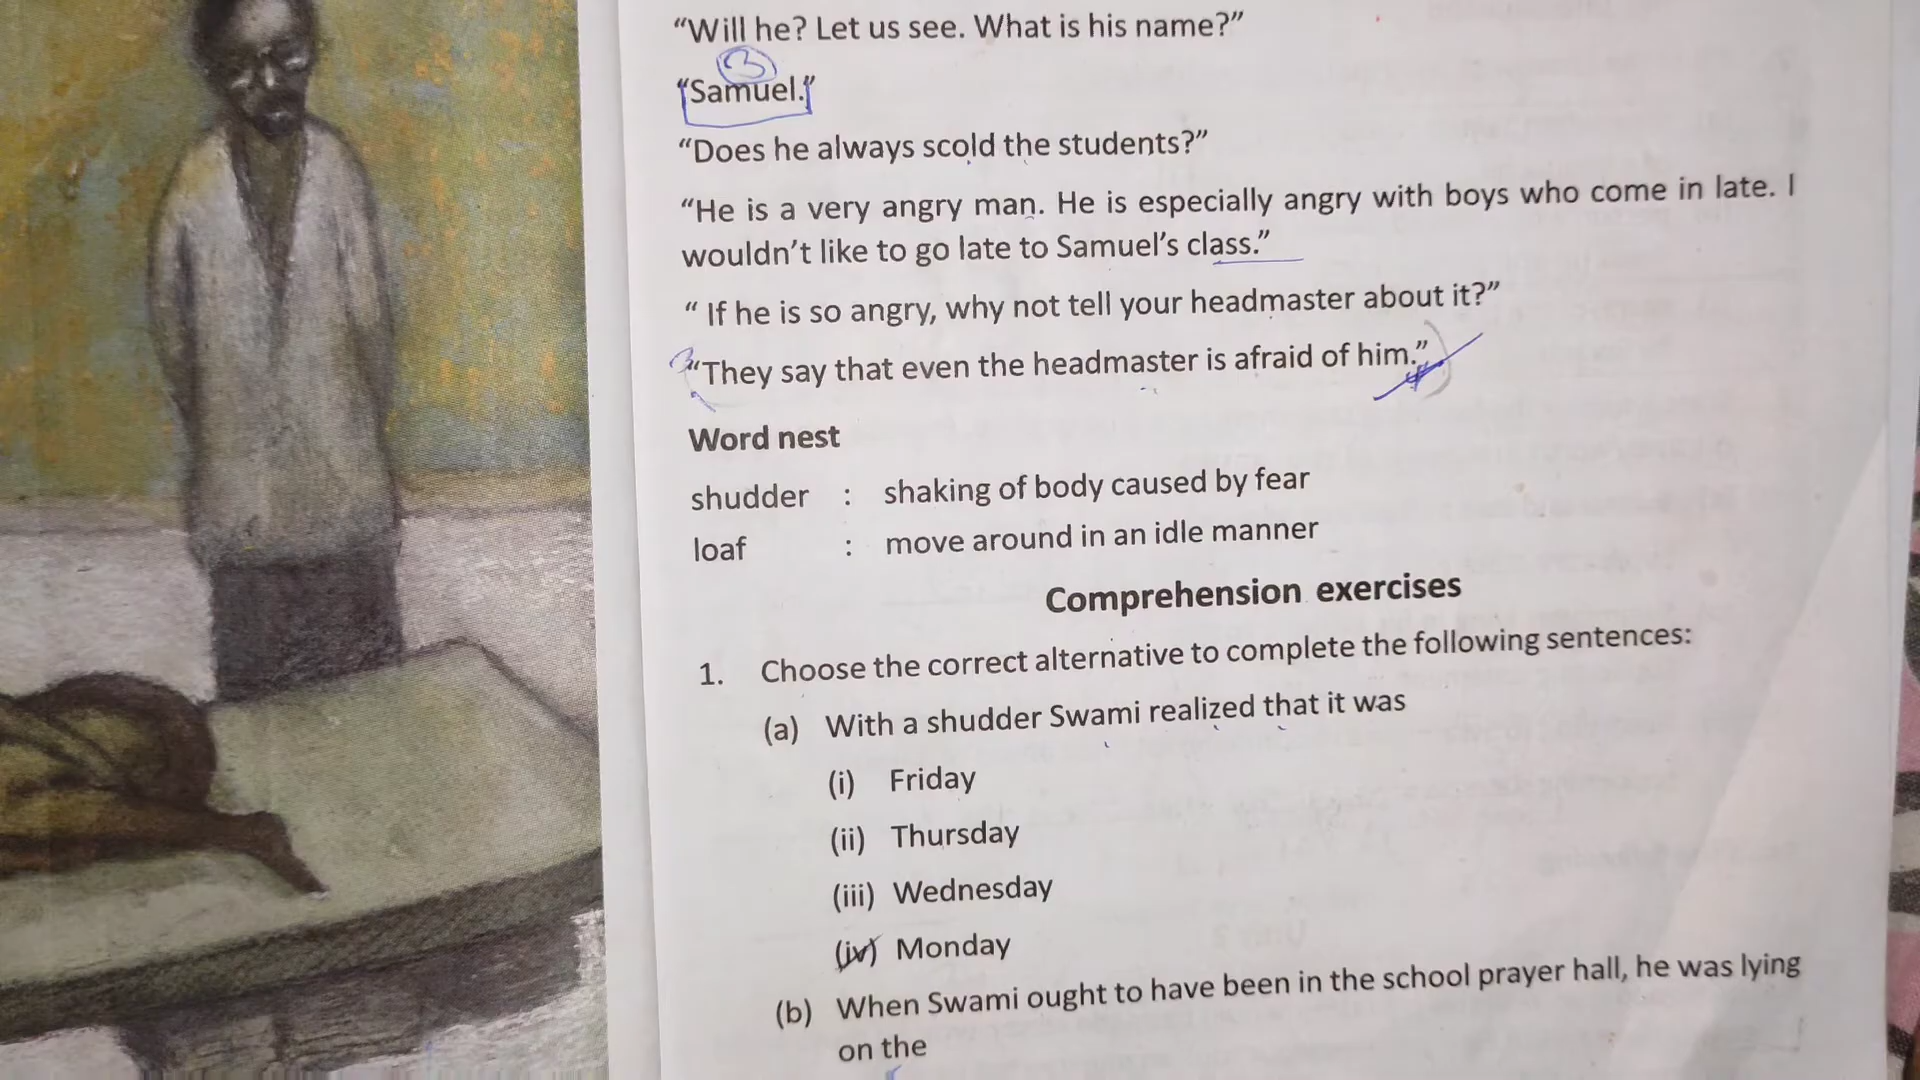 “Will he? Let us see. What is his name?”
3
“Samuel.”
“Does he always scold the students?”
“He is a very angry man. He is especially angry with boys who come in late. I
wouldn’t like to go late to Samuel’s class.”
“ If he is so angry, why not tell your headmaster about it?”
“They say that even the headmaster is afraid of him.”
Word nest
shudder : shaking of body caused by fear
loaf : move around in an idle manner
Comprehension exercises
1. Choose the correct alternative to complete the following sentences:
(a) With a shudder Swami realized that it was
(i) Friday
(ii) Thursday
(iii) Wednesday
(iv) Monday
(b) When Swami ought to have been in the school prayer hall, he was lying
on the